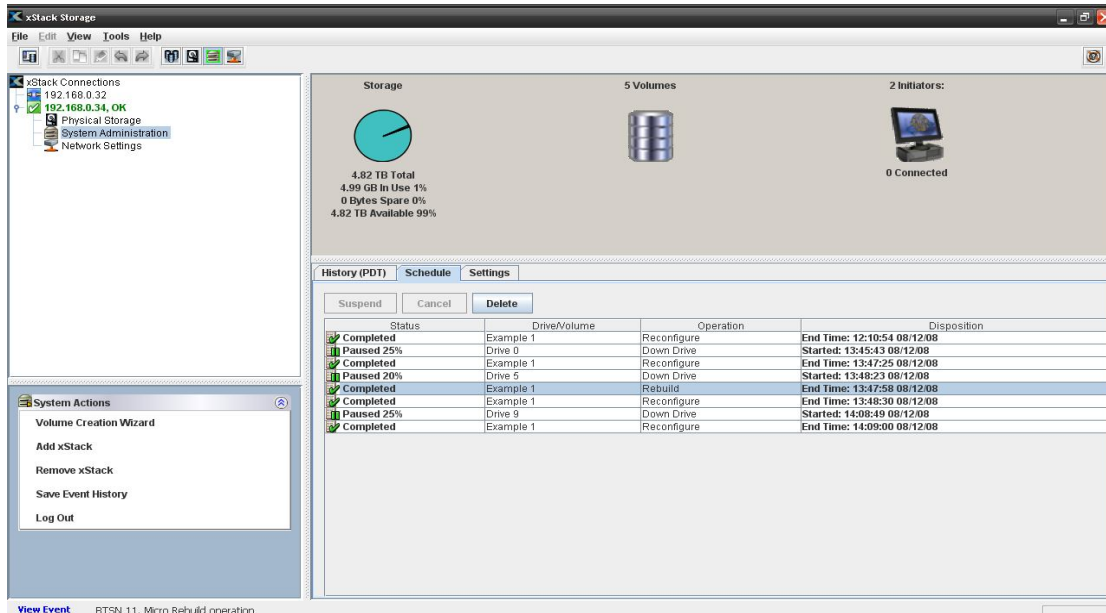 xStack Storage
File Edit View Tools Help
xStack Connections
192.168.0.32
192.168.0.34, OK
Physical Storage
System Administration
Network Settings
Storage
4.82 TB Total
4.99 GB In Use 1%
0 Bytes Spare 0%
4.82 TB Available 99%
5 Volumes
2 Initiators:
0 Connected
History (PDT) Schedule Settings
Suspend Cancel Delete
Status Drive/Volume Operation Disposition
Completed Example 1 Reconfigure End Time: 12:10:54 08/12/08
Paused 25% Drive 0 Down Drive Started: 13:45:43 08/12/08
Completed Example 1 Reconfigure End Time: 13:47:25 08/12/08
Paused 20% Drive 5 Down Drive Started: 13:48:23 08/12/08
Completed Example 1 Rebuild End Time: 13:47:58 08/12/08
Completed Example 1 Reconfigure End Time: 13:48:30 08/12/08
Paused 25% Drive 9 Down Drive Started: 14:08:49 08/12/08
Completed Example 1 Reconfigure End Time: 14:09:00 08/12/08
System Actions
Volume Creation Wizard
Add xStack
Remove xStack
Save Event History
Log Out
View Event BTSN 11, Micro Rebuild operation